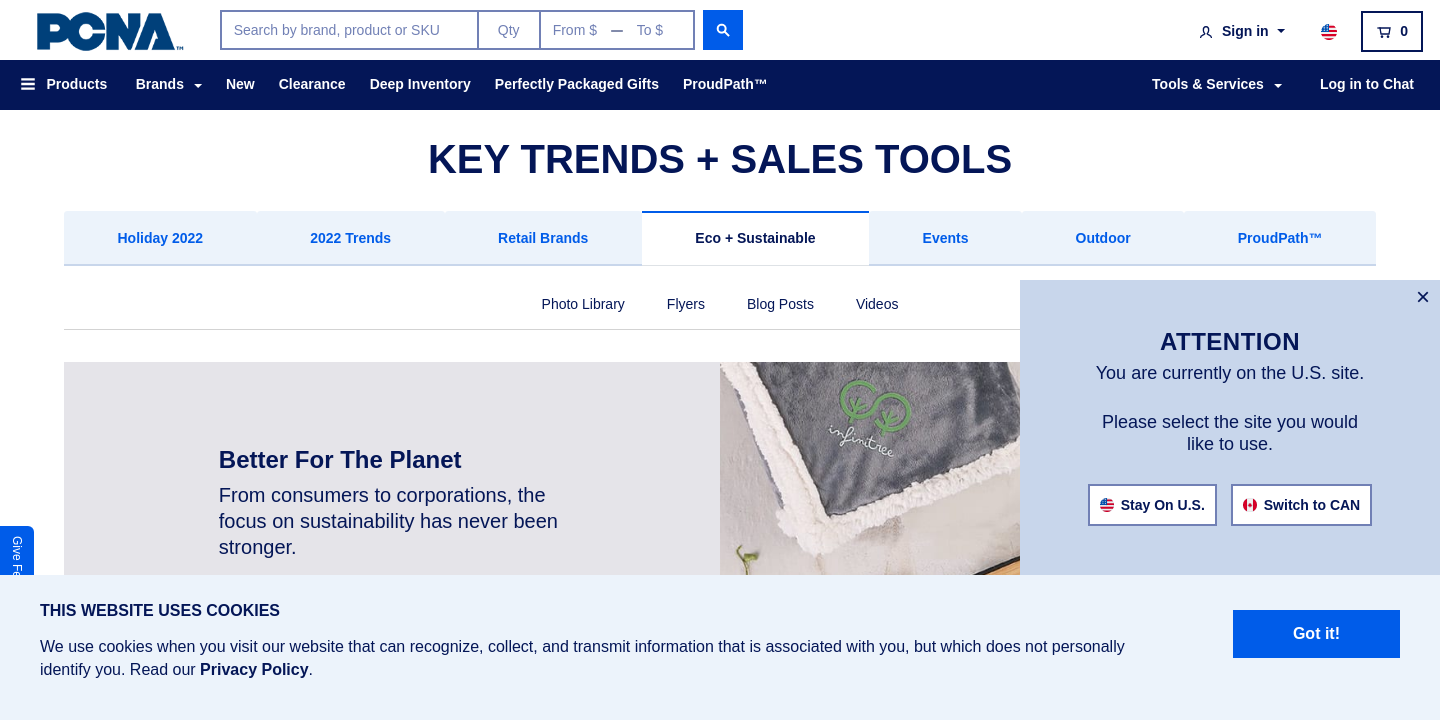 PCNA™
Search by brand, product or SKU
Qty
From $ — To $
Sign in
0
Products
Brands
New
Clearance
Deep Inventory
Perfectly Packaged Gifts
ProudPath™
Tools & Services
Log in to Chat
KEY TRENDS + SALES TOOLS
Holiday 2022
2022 Trends
Retail Brands
Eco + Sustainable
Events
Outdoor
ProudPath™
Photo Library
Flyers
Blog Posts
Videos
×
ATTENTION
You are currently on the U.S. site.
Please select the site you would
like to use.
Stay On U.S.
Switch to CAN
infinitree
Better For The Planet
From consumers to corporations, the
focus on sustainability has never been
stronger.
Give
THIS WEBSITE USES COOKIES
We use cookies when you visit our website that can recognize, collect, and transmit information that is associated with you, but which does not personally
identify you. Read our Privacy Policy.
Got it!